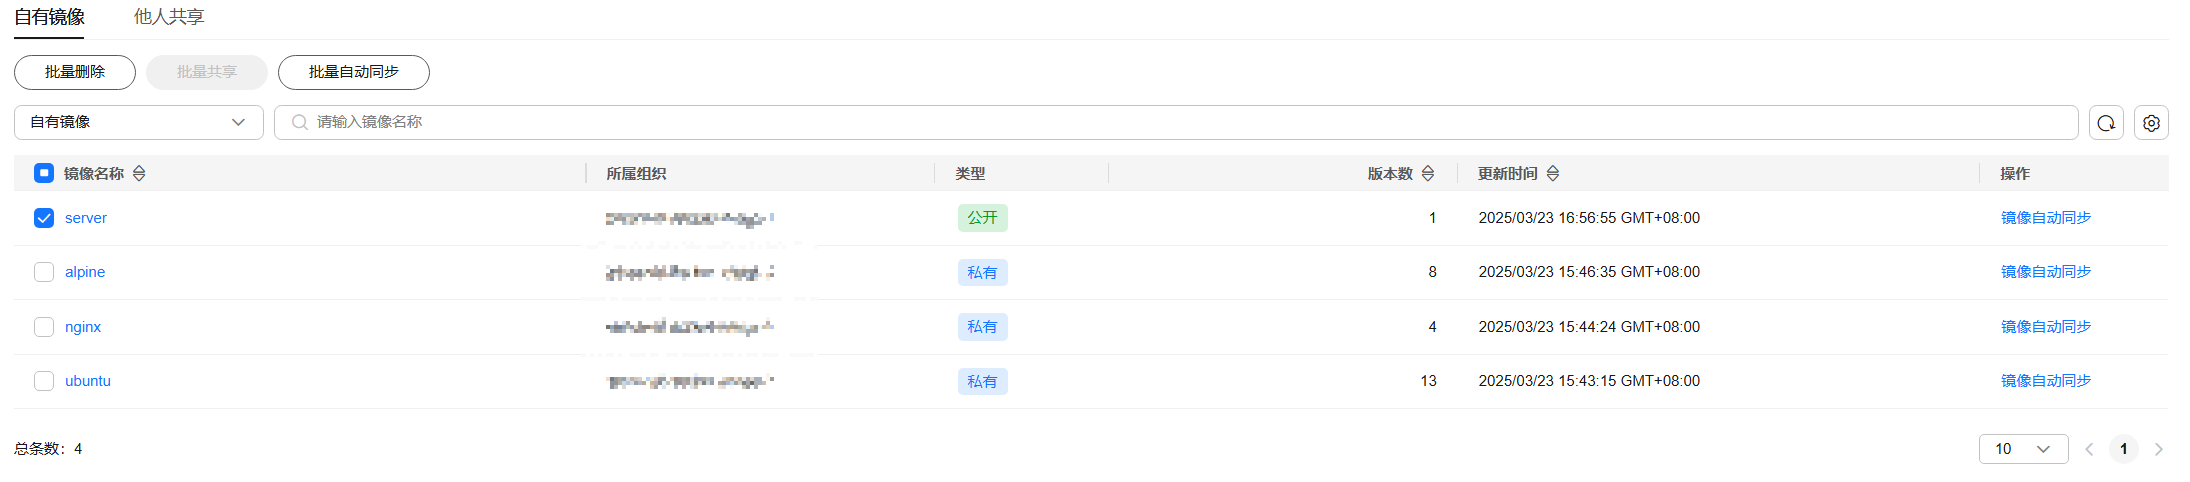 自有镜像 他人共享
批量删除 批量共享 批量自动同步
自有镜像 请输入镜像名称
镜像名称 所属组织 类型 版本数 更新时间 操作
server 公开 1 2025/03/23 16:56:55 GMT+08:00 镜像自动同步
alpine 私有 8 2025/03/23 15:46:35 GMT+08:00 镜像自动同步
nginx 私有 4 2025/03/23 15:44:24 GMT+08:00 镜像自动同步
ubuntu 私有 13 2025/03/23 15:43:15 GMT+08:00 镜像自动同步
总条数：4 10 1